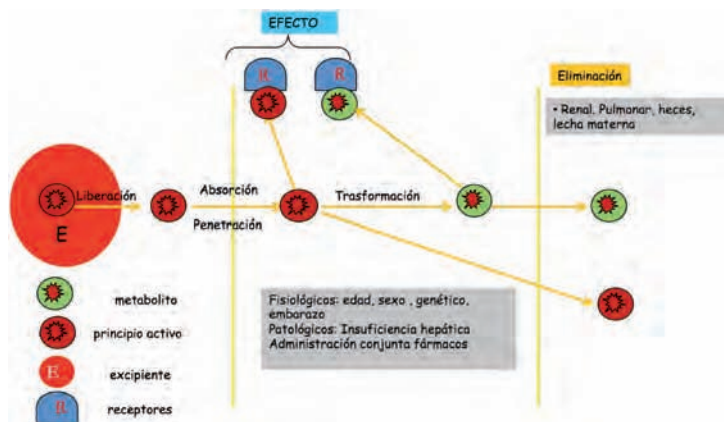 EFECTO
R
R
Eliminación
• Renal. Pulmonar, heces,
lecha materna
Liberación
Absorción
Trasformación
Penetración
E
metabolito
principio activo
E
excipiente
R
receptores
Fisiológicos: edad, sexo , genético,
embarazo
Patológicos: Insuficiencia hepática
Administración conjunta fármacos